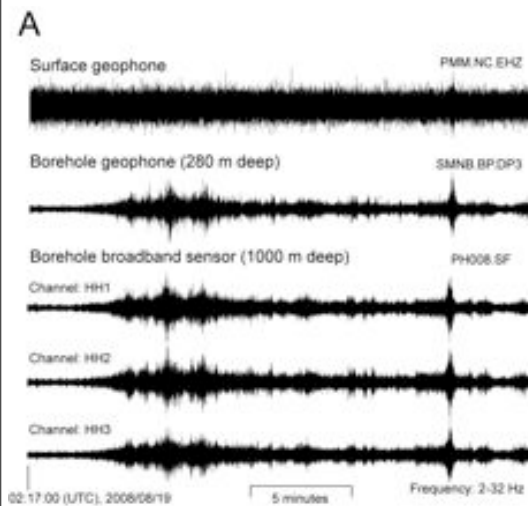 A
Surface geophone
PMM.NC.EHZ
Borehole geophone (280 m deep)
SMNB.BP.DP3
Borehole broadband sensor (1000 m deep)
PH008.SF
Channel: HH1
Channel: HH2
Channel: HH3
02:17:00 (UTC), 2008/08/19
5 minutes
Frequency: 2-32 Hz